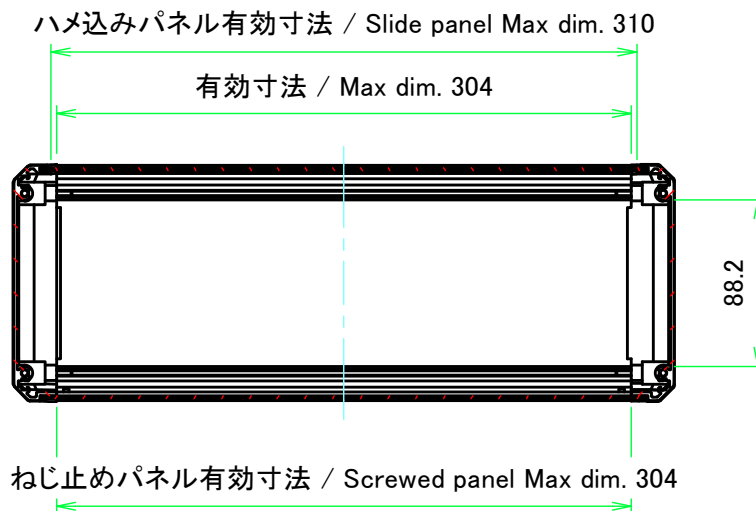 ハメ込みパネル有効寸法 / Slide panel Max dim. 310
有効寸法 / Max dim. 304
88.2
ねじ止めパネル有効寸法 / Screwed panel Max dim. 304